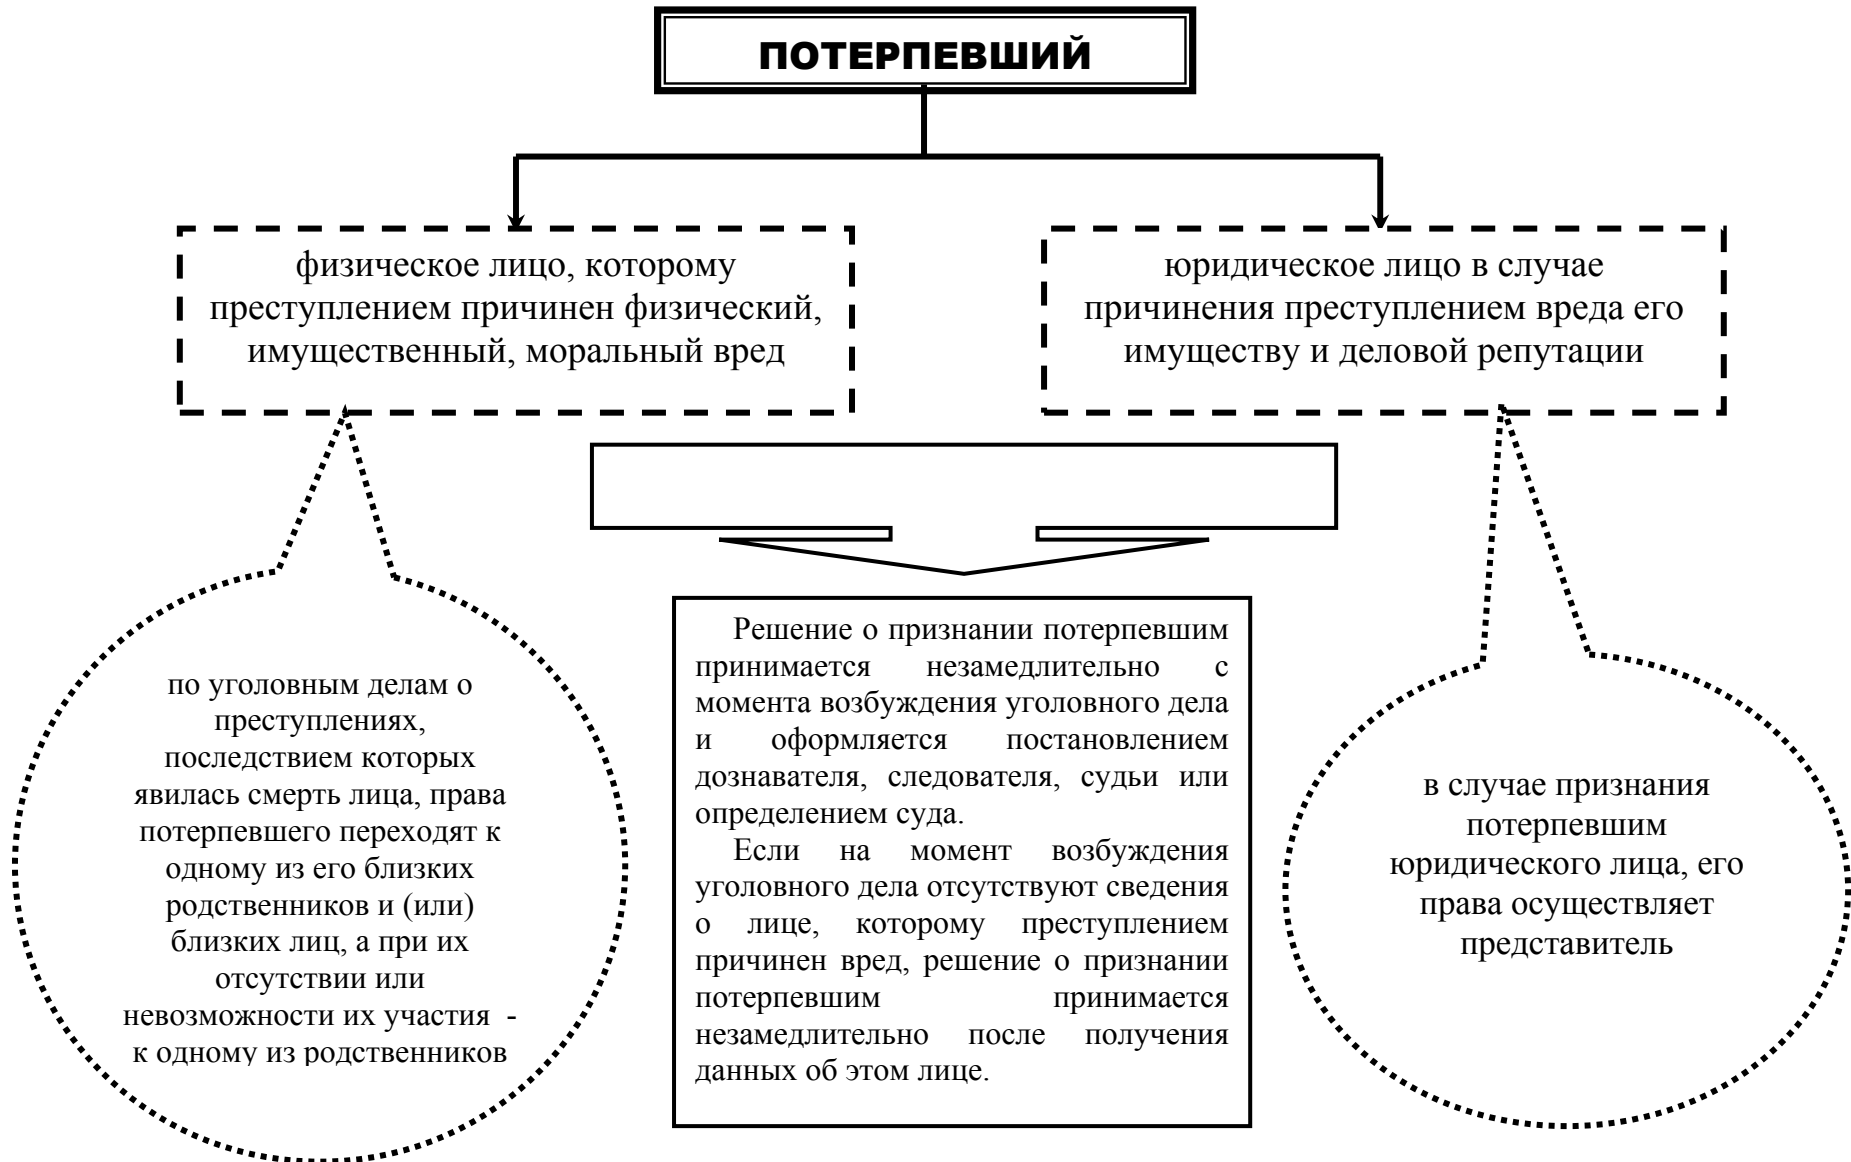 ПОТЕРПЕВШИЙ
физическое лицо, которому
преступлением причинен физический,
имущественный, моральный вред
юридическое лицо в случае
причинения преступлением вреда его
имуществу и деловой репутации
по уголовным делам о
преступлениях,
последствием которых
явилась смерть лица, права
потерпевшего переходят к
одному из его близких
родственников и (или)
близких лиц, а при их
отсутствии или
невозможности их участия -
к одному из родственников
Решение о признании потерпевшим
принимается незамедлительно с
момента возбуждения уголовного дела
и оформляется постановлением
дознавателя, следователя, судьи или
определением суда.
Если на момент возбуждения
уголовного дела отсутствуют сведения
о лице, которому преступлением
причинен вред, решение о признании
потерпевшим принимается
незамедлительно после получения
данных об этом лице.
в случае признания
потерпевшим
юридического лица, его
права осуществляет
представитель